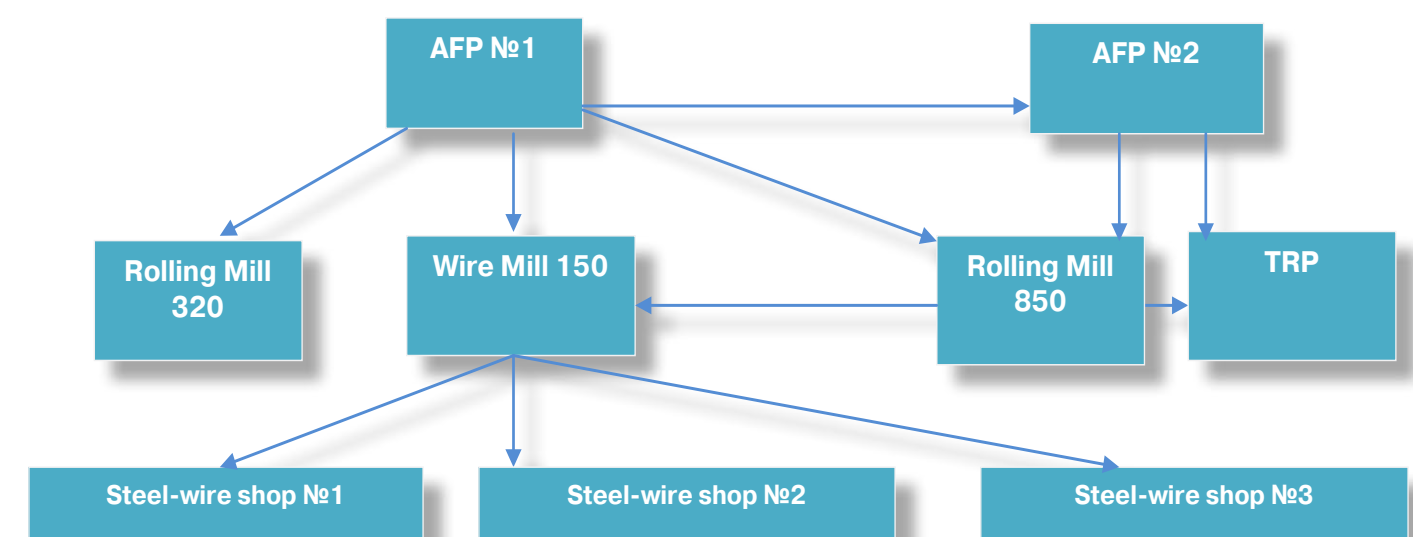 AFP №1
AFP №2
Rolling Mill
320
Wire Mill 150
Rolling Mill
850
TRP
Steel-wire shop №1
Steel-wire shop №2
Steel-wire shop №3